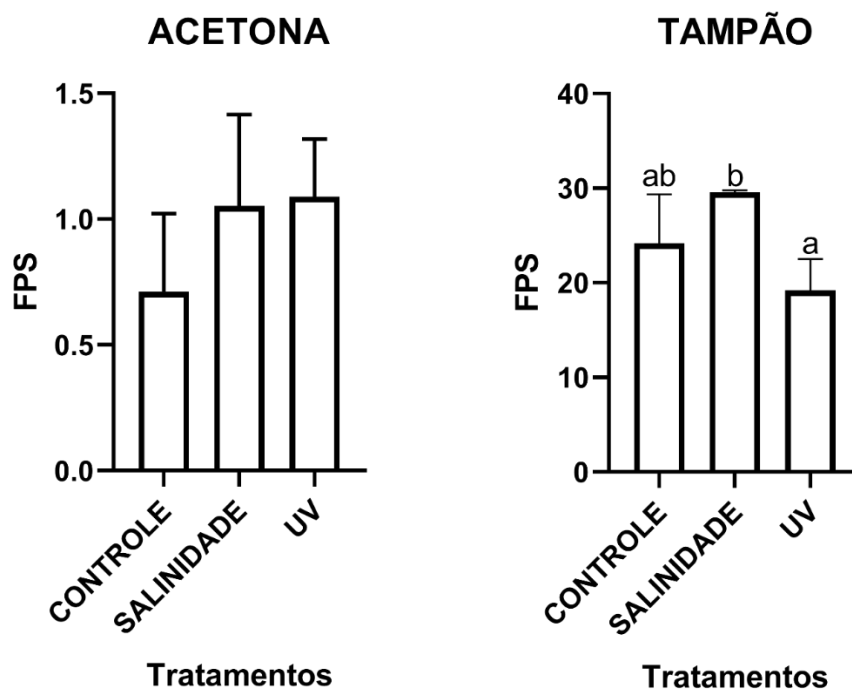 ACETONA
1.5
1.0
0.5
0.0
FPS
CONTROLE
SALINIDADE
UV
Tratamentos
TAMPÃO
40
30
20
10
0
FPS
ab
b
a
CONTROLE
SALINIDADE
UV
Tratamentos